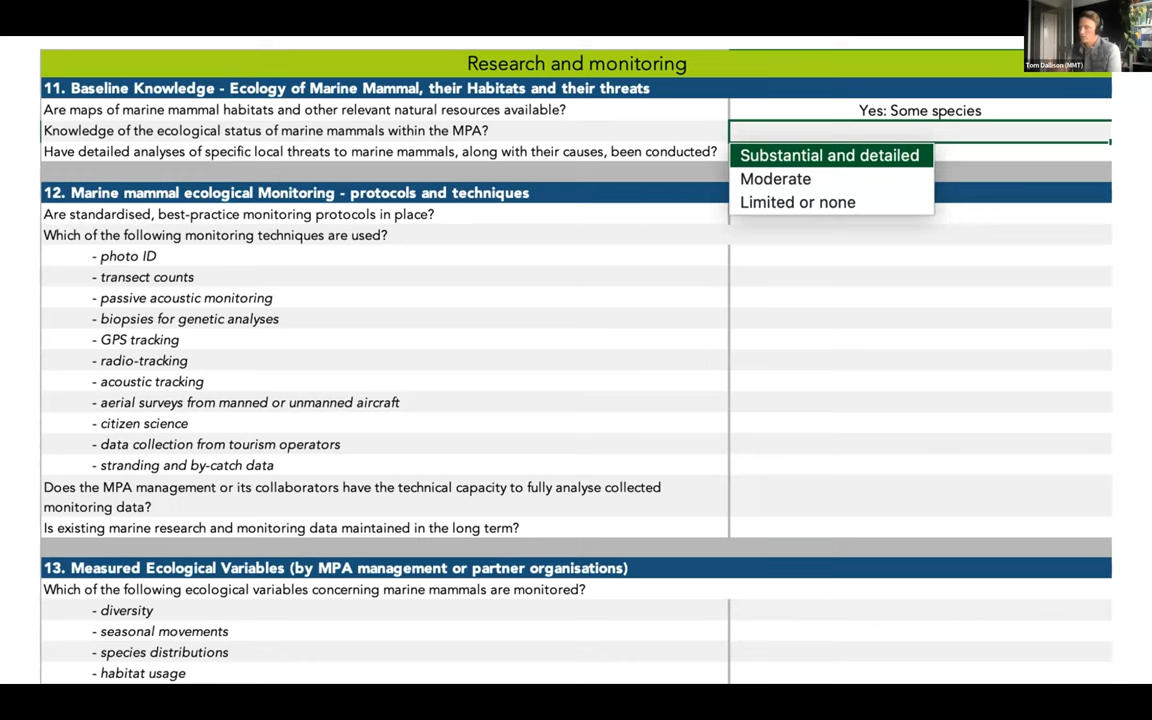 Tom Dallison (MMT)
Research and monitoring
11. Baseline Knowledge - Ecology of Marine Mammal, their Habitats and their threats
Are maps of marine mammal habitats and other relevant natural resources available?
Yes: Some species
Knowledge of the ecological status of marine mammals within the MPA?
Have detailed analyses of specific local threats to marine mammals, along with their causes, been conducted?
Substantial and detailed
Moderate
Limited or none
12. Marine mammal ecological Monitoring - protocols and techniques
Are standardised, best-practice monitoring protocols in place?
Which of the following monitoring techniques are used?
- photo ID
- transect counts
- passive acoustic monitoring
- biopsies for genetic analyses
- GPS tracking
- radio-tracking
- acoustic tracking
- aerial surveys from manned or unmanned aircraft
- citizen science
- data collection from tourism operators
- stranding and by-catch data
Does the MPA management or its collaborators have the technical capacity to fully analyse collected
monitoring data?
Is existing marine research and monitoring data maintained in the long term?
13. Measured Ecological Variables (by MPA management or partner organisations)
Which of the following ecological variables concerning marine mammals are monitored?
- diversity
- seasonal movements
- species distributions
- habitat usage